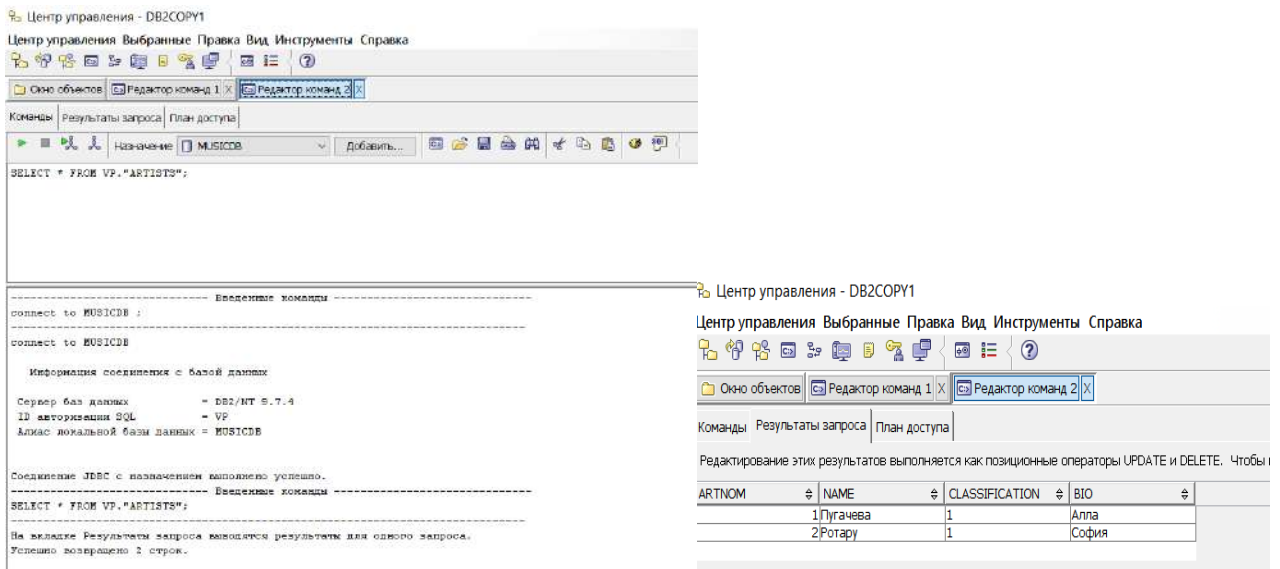 Центр управления - DB2COPY1
Центр управления Выбранные Правка Вид Инструменты Справка
Окно объектов Редактор команд 1 X Редактор команд 2 X
Команды Результаты запроса План доступа
Назначение MUSICDB Добавить...
SELECT * FROM VP."ARTISTS";
------------------------------ Введенные команды ------------------------------
connect to MUSICDB ;
------------------------------------------------------------------------------
connect to MUSICDB
Информация соединения с базой данных
Сервер баз данных = DB2/NT 9.7.4
ID авторизации SQL = VP
Алиас локальной базы данных = MUSICDB
Соединение JDBC с назначением выполнено успешно.
------------------------------ Введенные команды ------------------------------
SELECT * FROM VP."ARTISTS";
------------------------------------------------------------------------------
На вкладке Результаты запроса выводятся результаты для одного запроса.
Успешно возвращено 2 строк.
Центр управления - DB2COPY1
Центр управления Выбранные Правка Вид Инструменты Справка
Окно объектов Редактор команд 1 X Редактор команд 2 X
Команды Результаты запроса План доступа
Редактирование этих результатов выполняется как позиционные операторы UPDATE и DELETE. Чтобы
ARTNOM NAME CLASSIFICATION BIO
1 Пугачева 1 Алла
2 Ротару 1 София